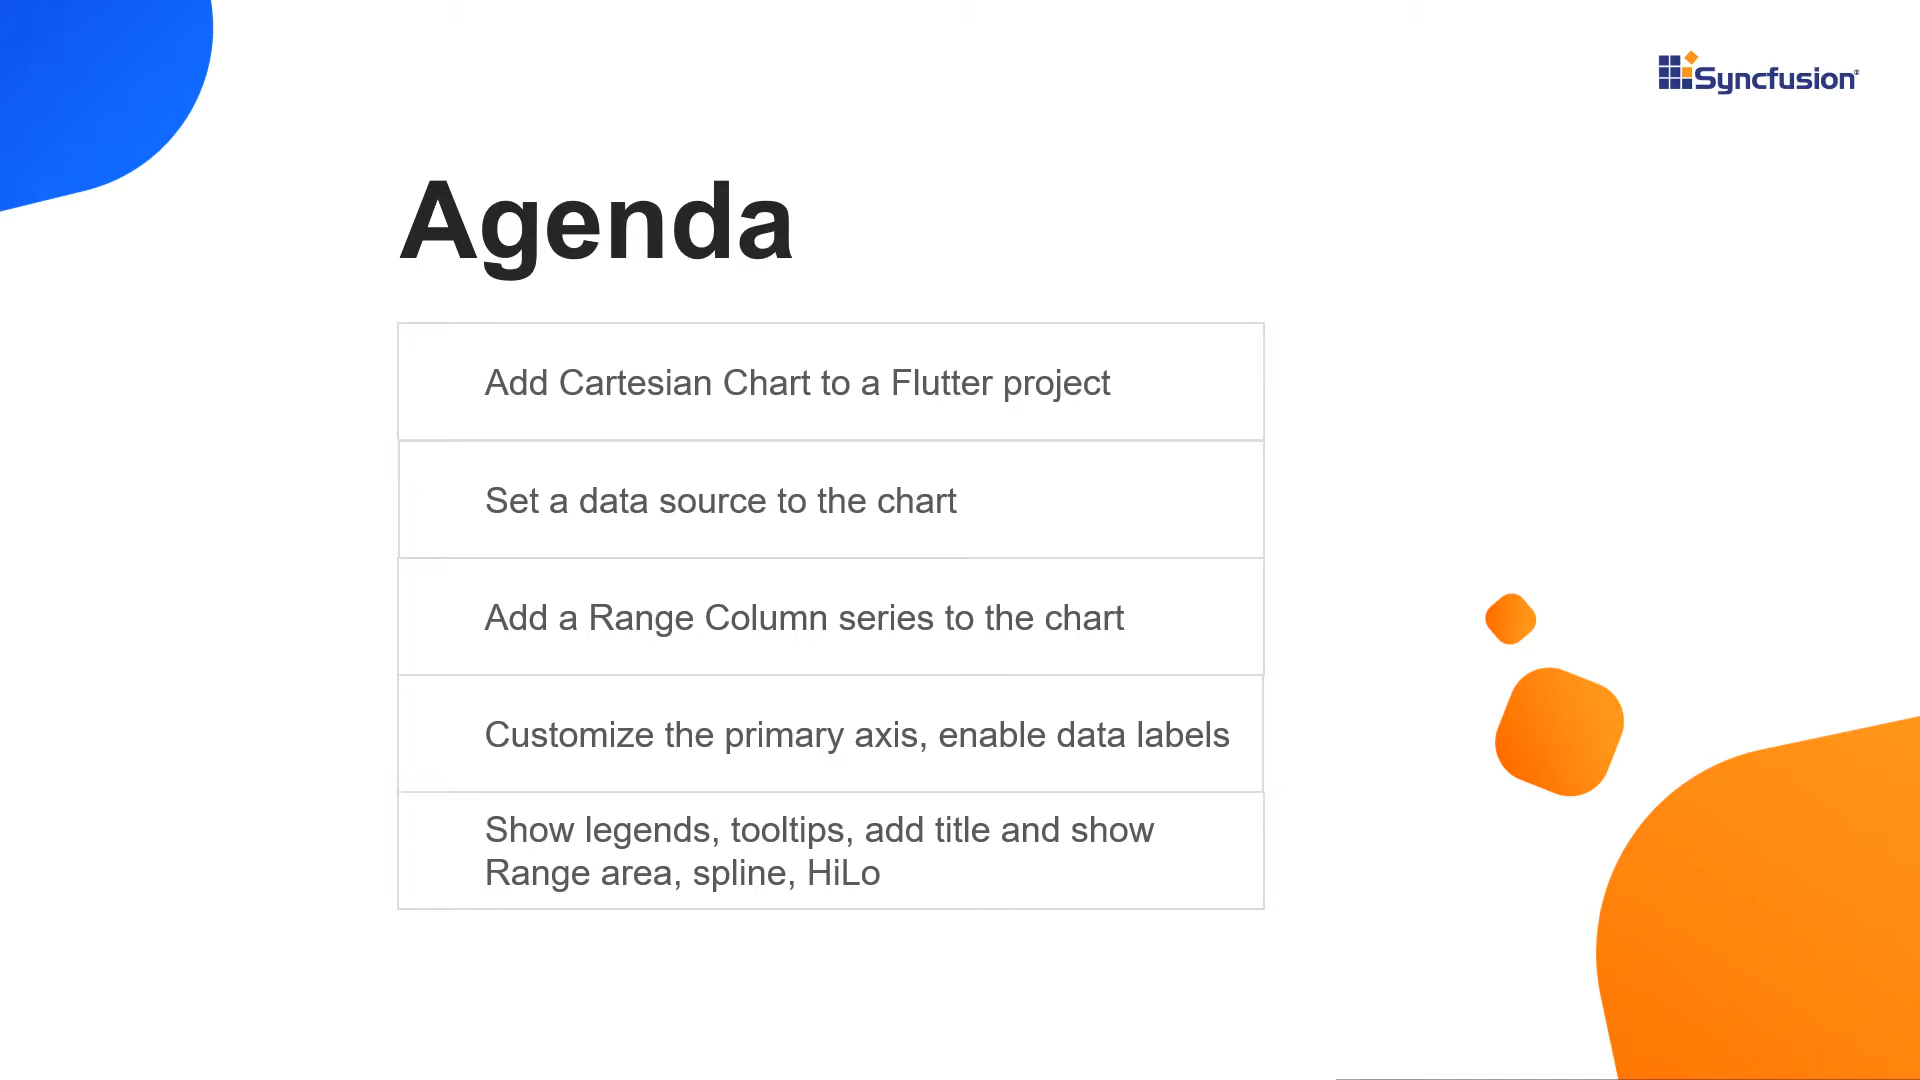 Syncfusion®
Agenda
Add Cartesian Chart to a Flutter project
Set a data source to the chart
Add a Range Column series to the chart
Customize the primary axis, enable data labels
Show legends, tooltips, add title and show
Range area, spline, HiLo